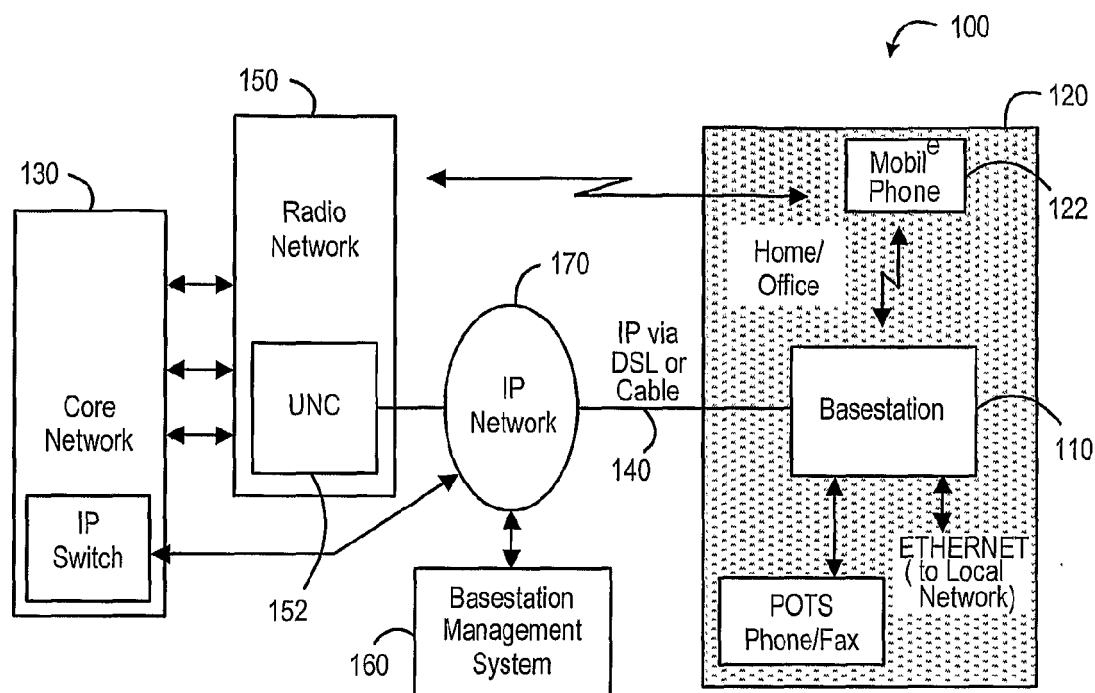 100
150
120
130
Mobile
Phone
122
Radio
Network
Home/
Office
170
IP via
DSL or
Cable
IP
Network
UNC
Core
Network
Basestation
140
110
IP
Switch
ETHERNET
( to Local
Network)
152
Basestation
Management
System
160
POTS
Phone/Fax